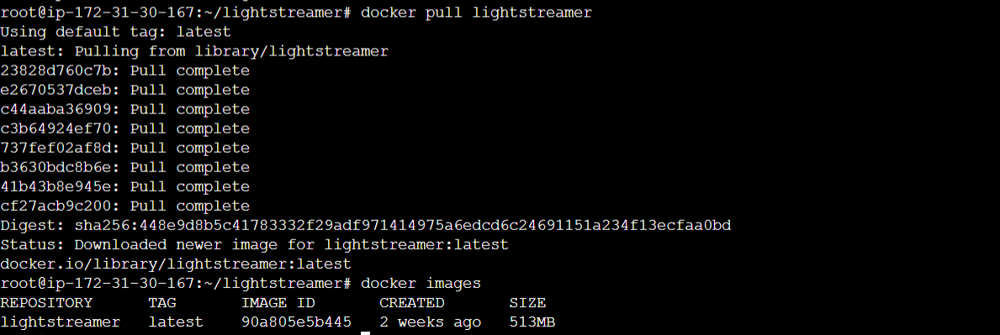 root@ip-172-31-30-167:~/lightstreamer# docker pull lightstreamer
Using default tag: latest
latest: Pulling from library/lightstreamer
23828d760c7b: Pull complete
e2670537dceb: Pull complete
c44aaba36909: Pull complete
c3b64924ef70: Pull complete
737fef02af8d: Pull complete
b3630bdc8b6e: Pull complete
41b43b8e945e: Pull complete
cf27acb9c200: Pull complete
Digest: sha256:448e9d8b5c41783332f29adf971414975a6edcd6c24691151a234f13ecfaa0bd
Status: Downloaded newer image for lightstreamer:latest
docker.io/library/lightstreamer:latest
root@ip-172-31-30-167:~/lightstreamer# docker images
REPOSITORY TAG IMAGE ID CREATED SIZE
lightstreamer latest 90a805e5b445 2 weeks ago 513MB